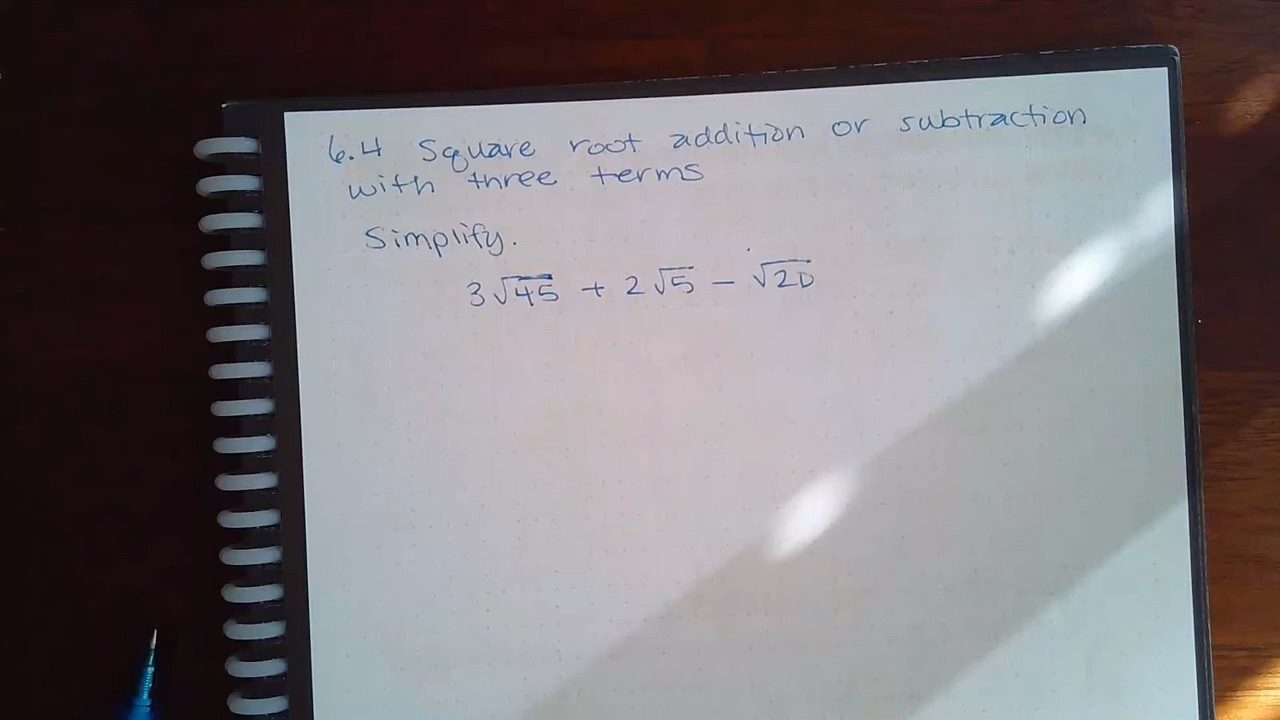 6.4 Square root addition or subtraction
with three terms
Simplify.
3√45 + 2√5 − √20